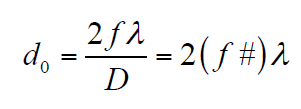 d₀ = 2fλ / D = 2(f#)λ